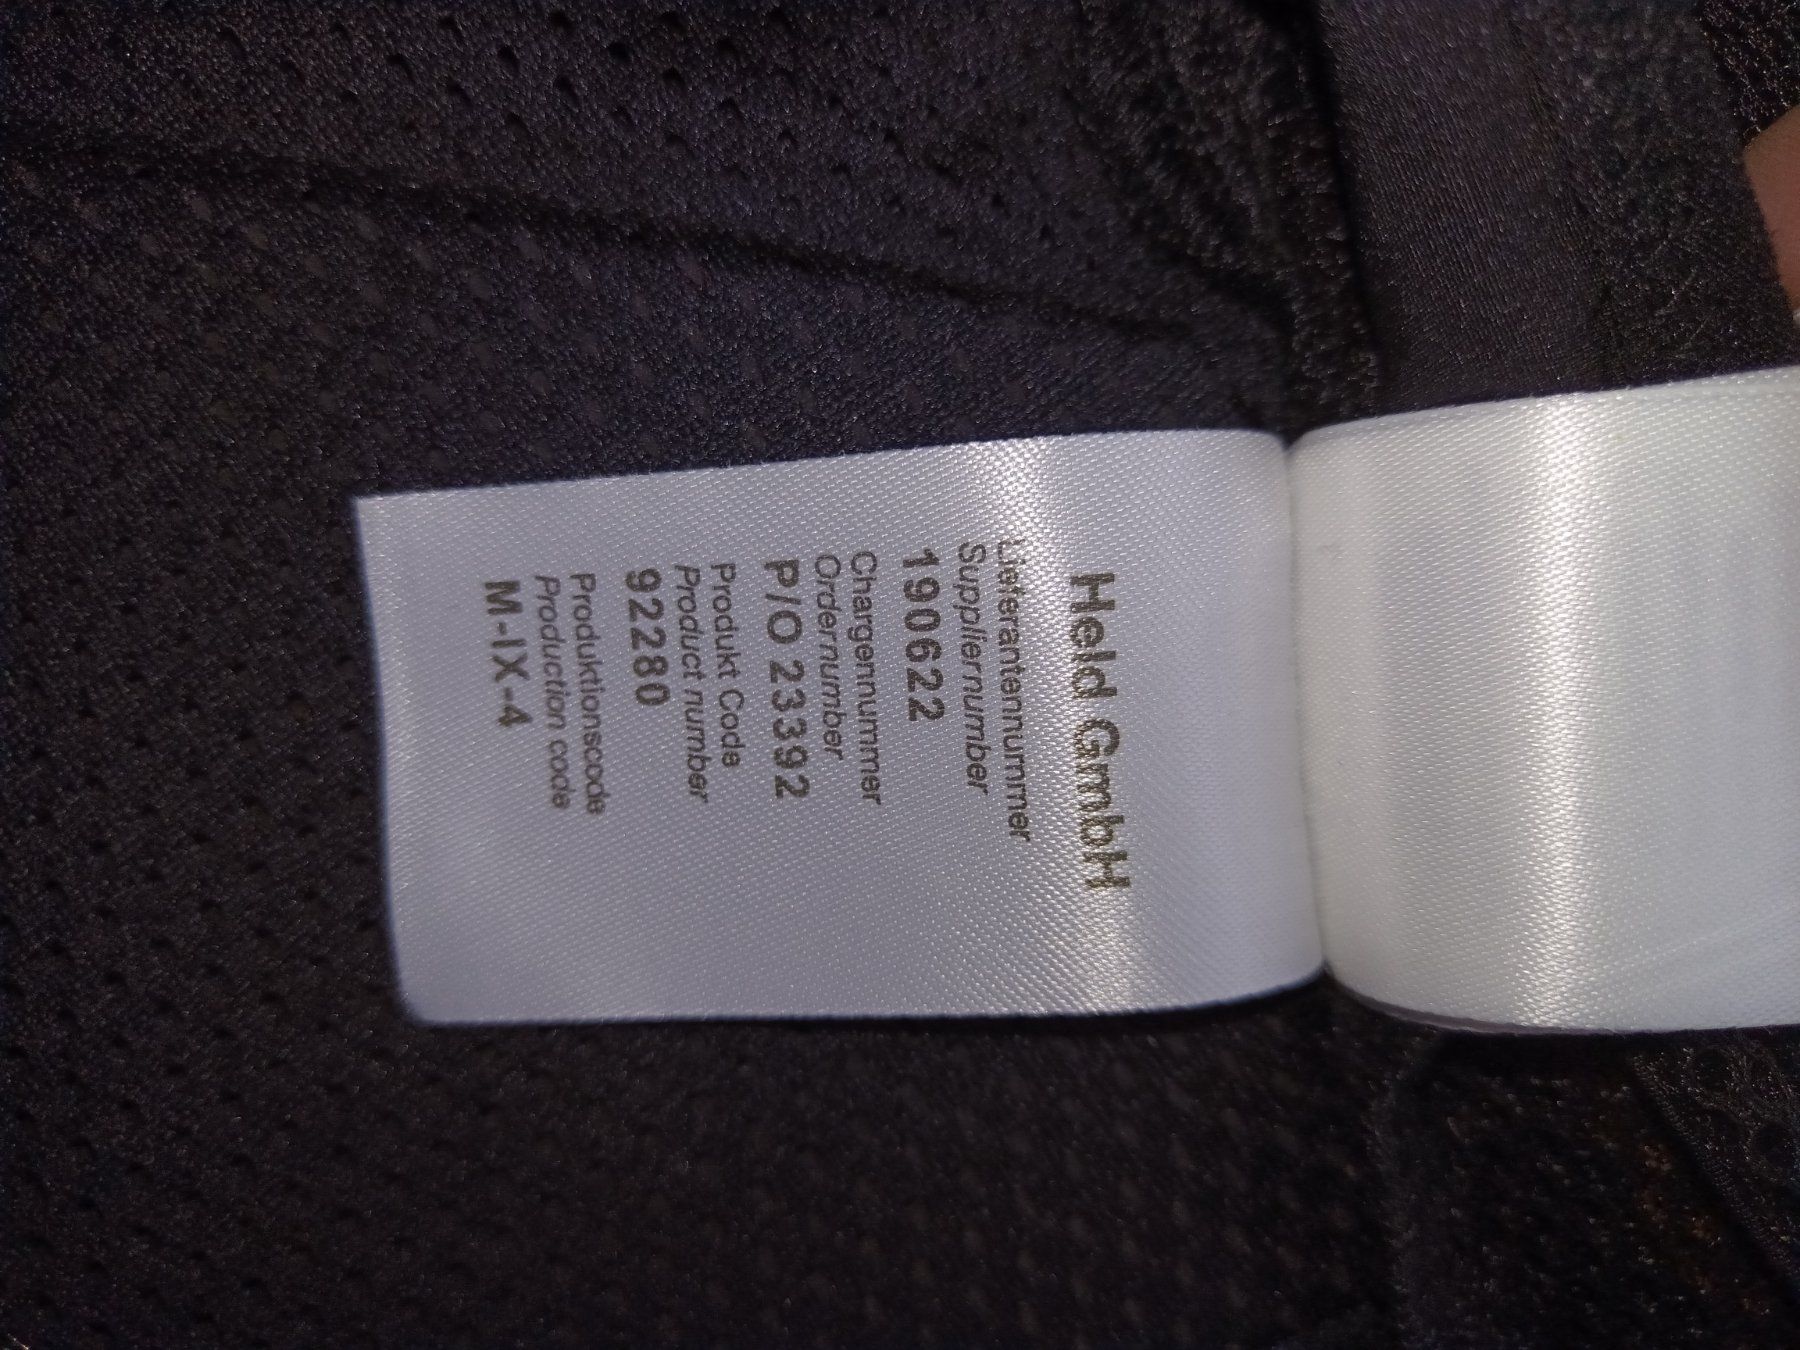 Held GmbH
Lieferantennummer
Suppliernumber
190622
Chargennummer
Ordernumber
P/O 23392
Produkt Code
Product number
92280
Produktionscode
Production code
M-IX-4